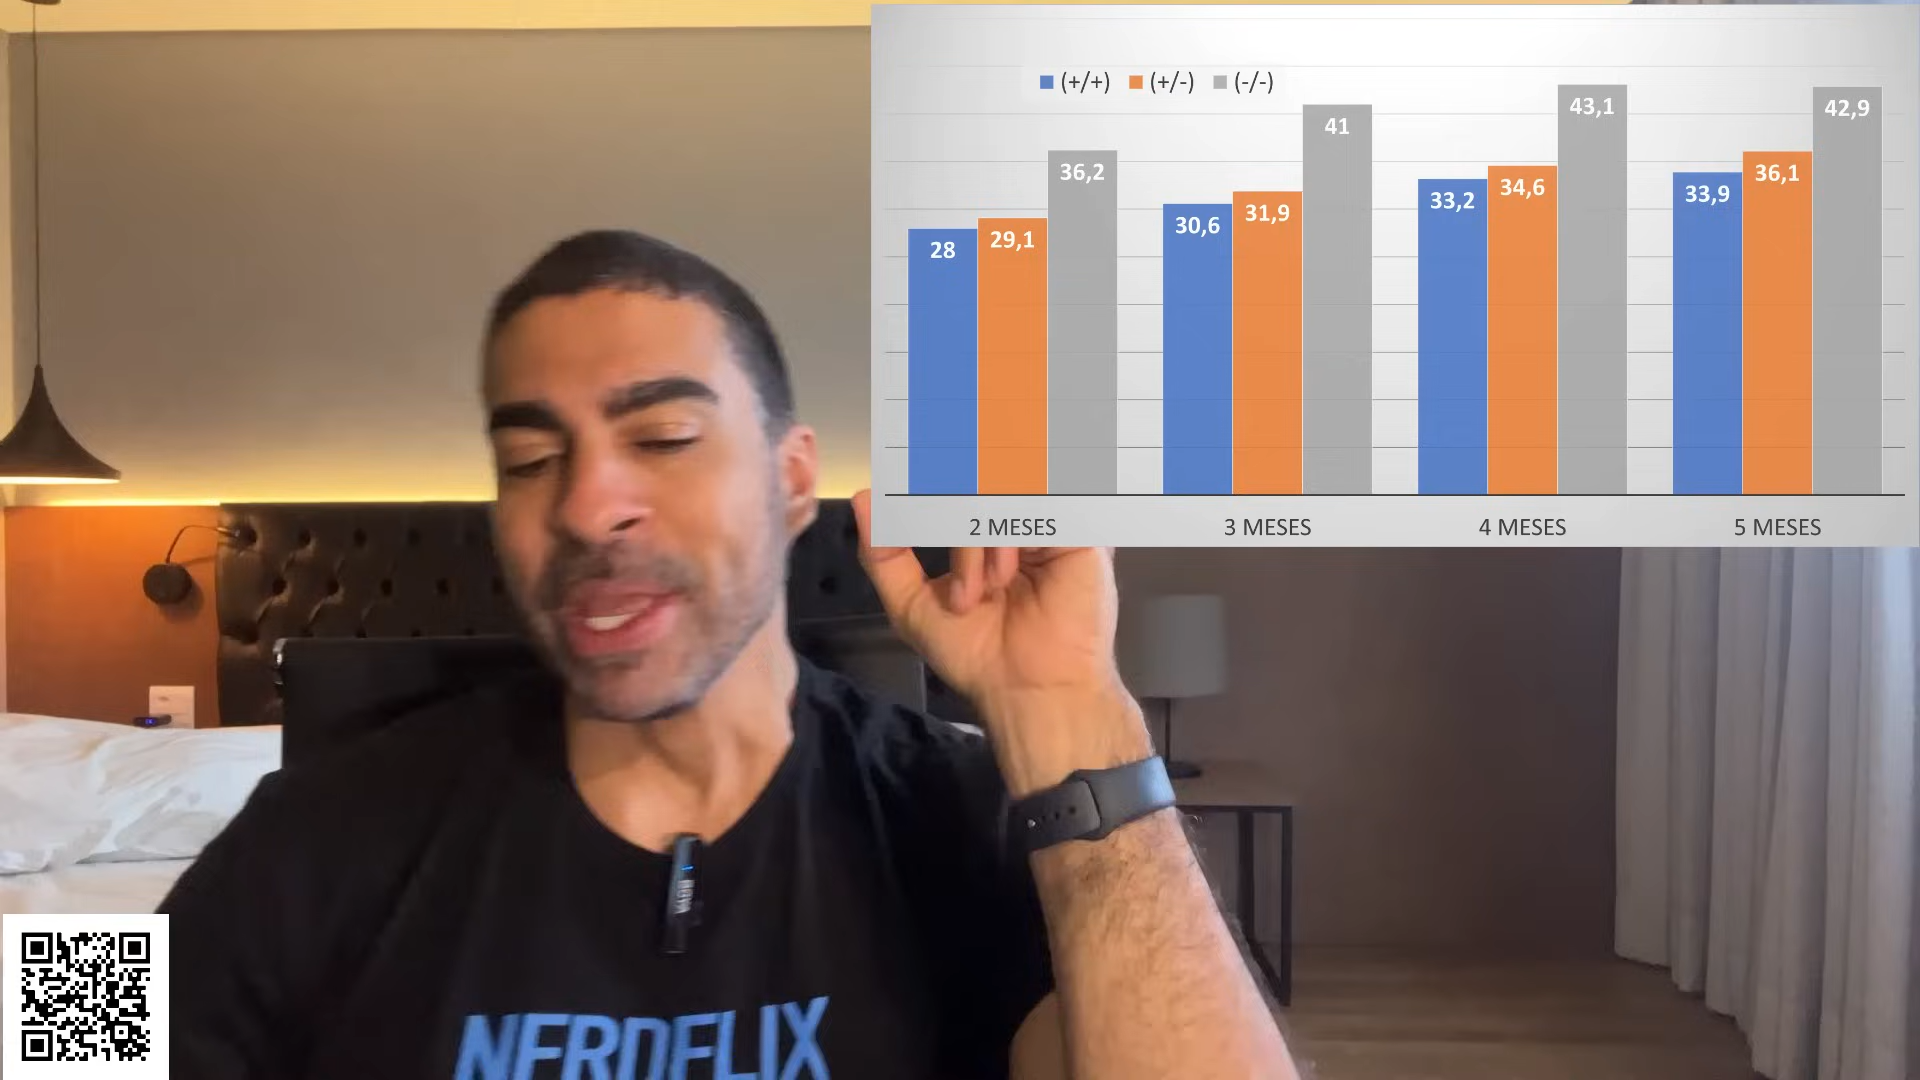 (+/+) (+/-) (-/-)
28 29,1 36,2 30,6 31,9 41 33,2 34,6 43,1 33,9 36,1 42,9
2 MESES 3 MESES 4 MESES 5 MESES
NERDFLIX